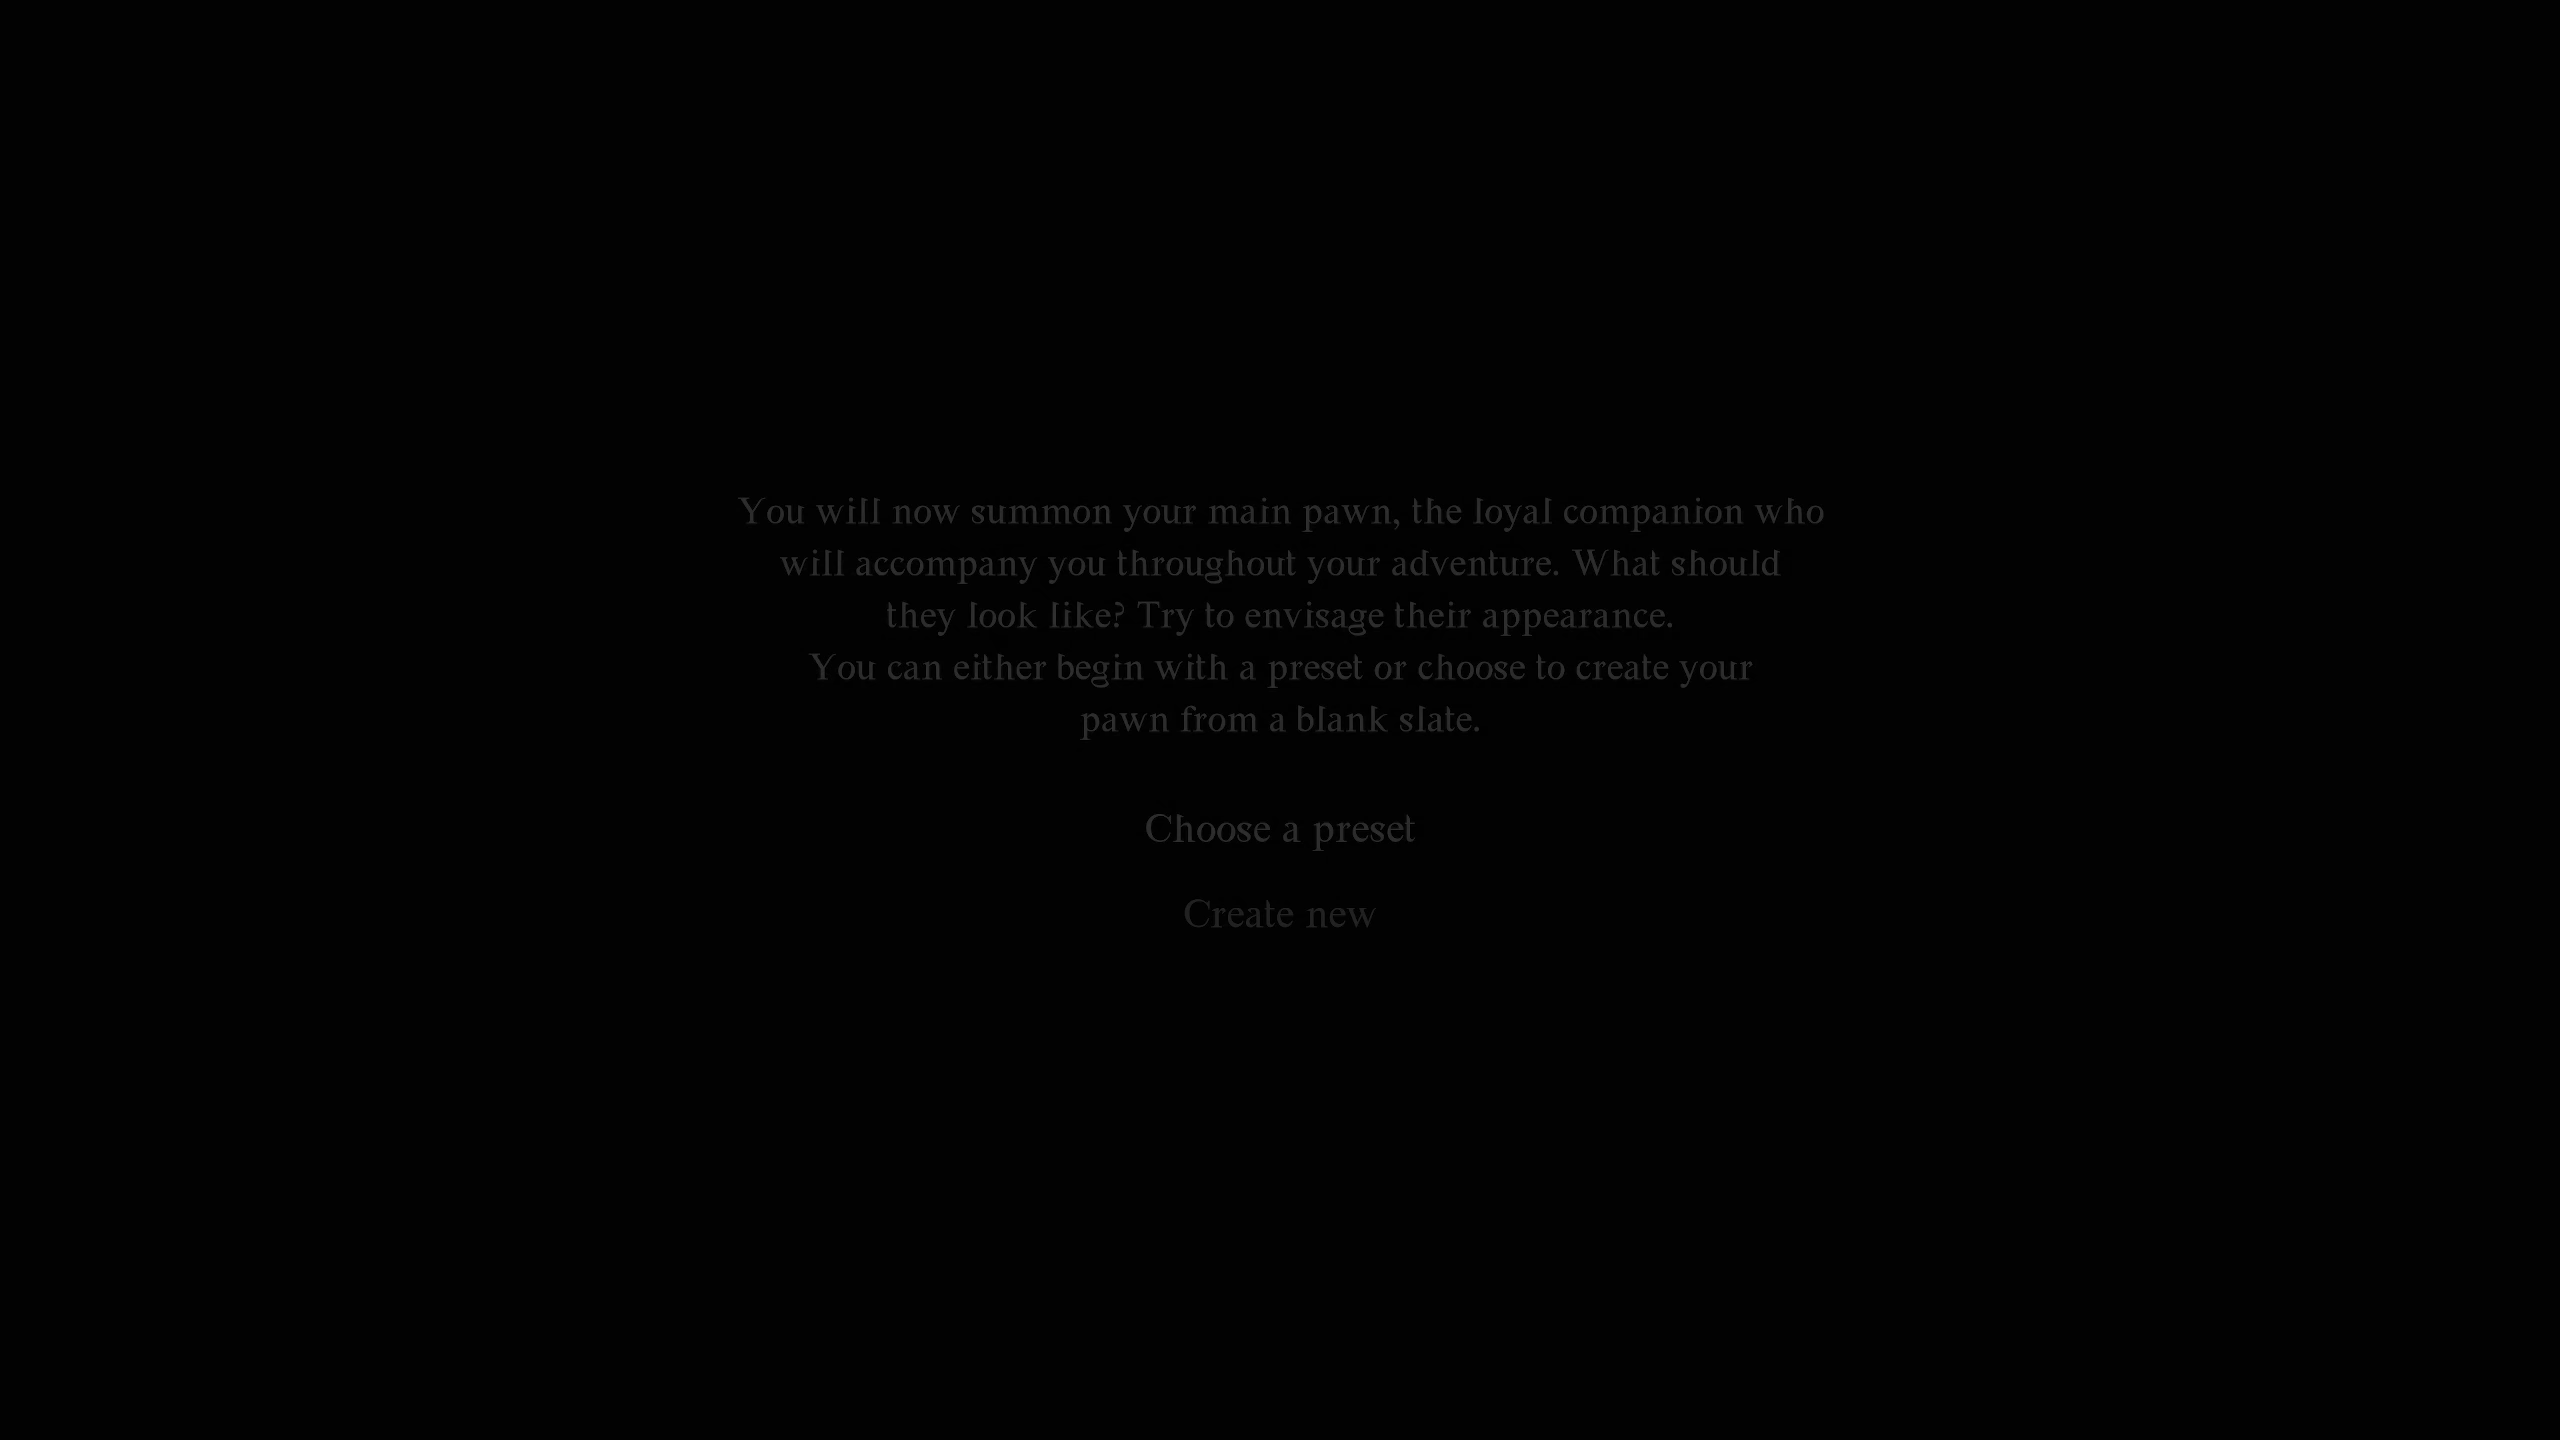 You will now summon your main pawn, the loyal companion who
will accompany you throughout your adventure. What should
they look like? Try to envisage their appearance.
You can either begin with a preset or choose to create your
pawn from a blank slate.
Choose a preset
Create new